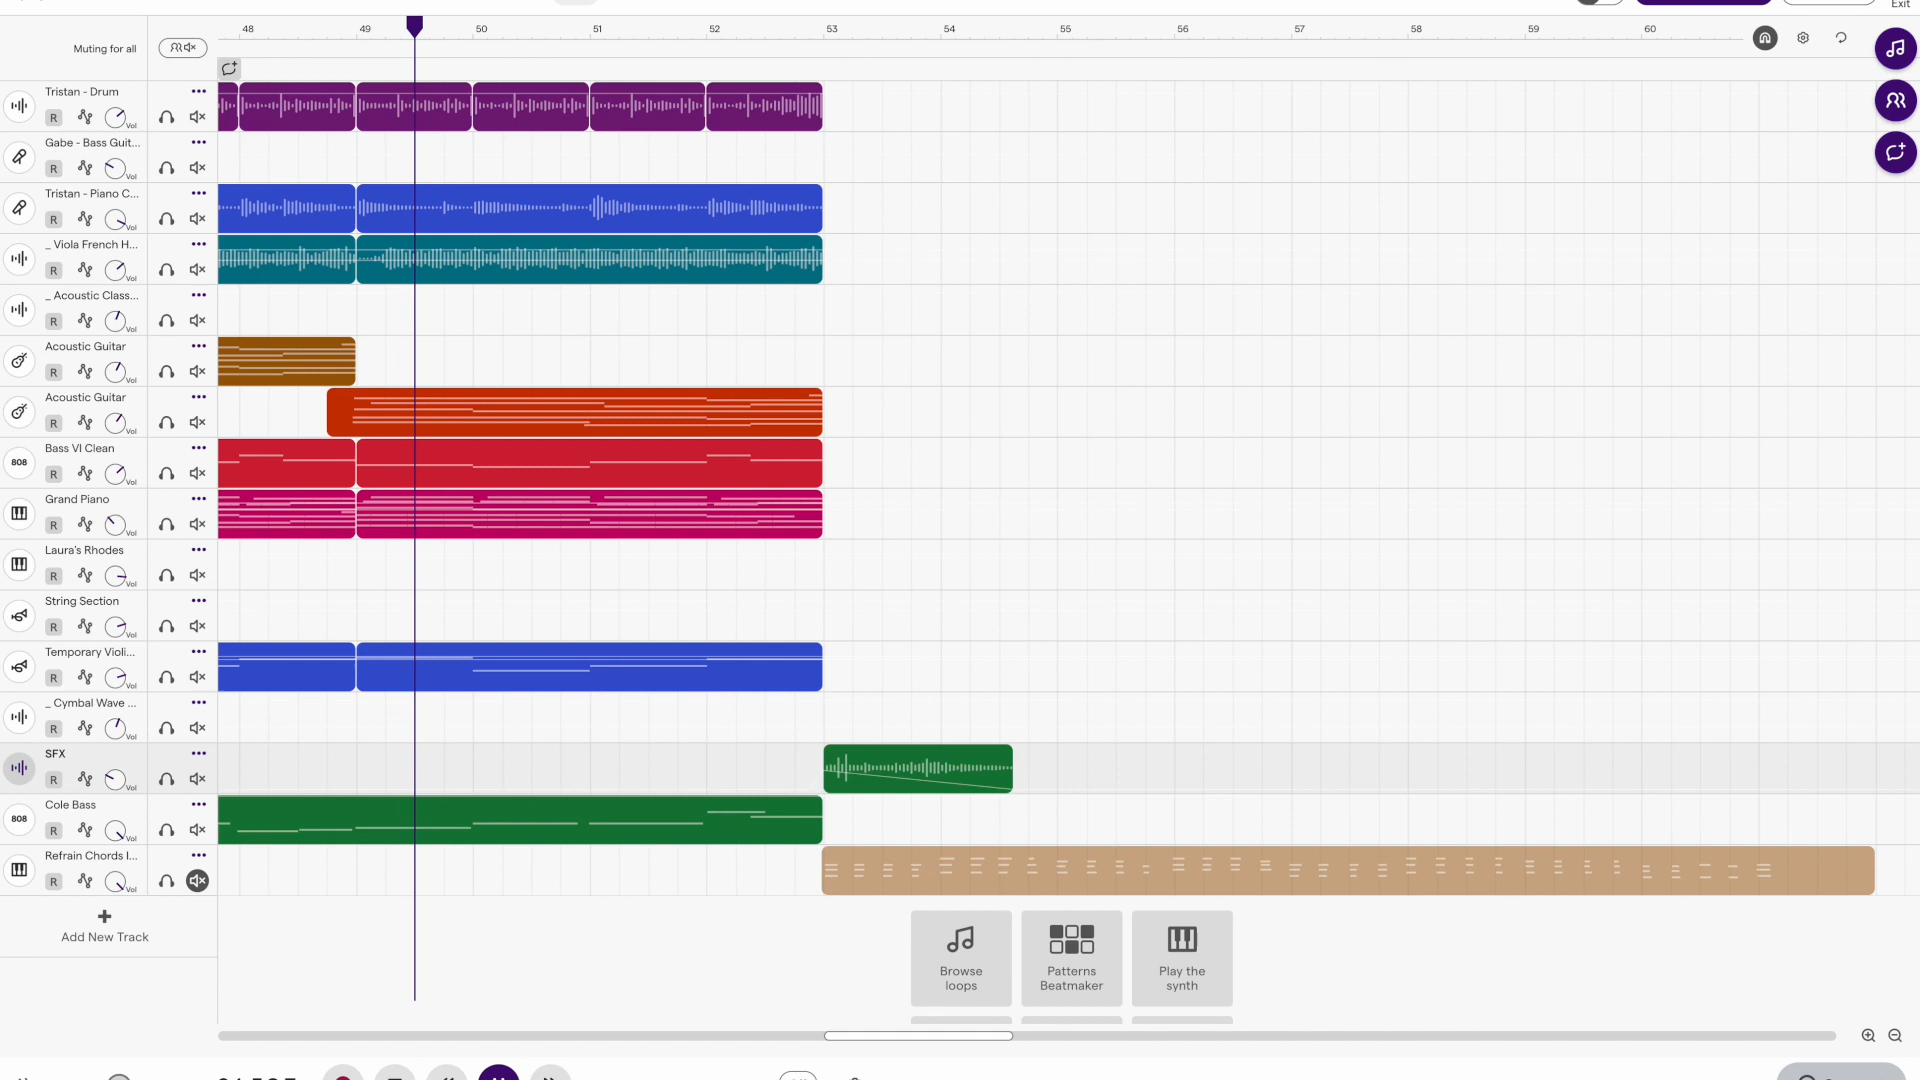 Exit
48 49 50 51 52 53 54 55 56 57 58 59 60
Muting for all
Tristan - Drum
R Vol
Gabe - Bass Guit...
R Vol
Tristan - Piano C...
R Vol
_ Viola French H...
R Vol
_ Acoustic Class...
R Vol
Acoustic Guitar
R Vol
Acoustic Guitar
R Vol
808
Bass VI Clean
R Vol
Grand Piano
R Vol
Laura's Rhodes
R Vol
String Section
R Vol
Temporary Violi...
R Vol
_ Cymbal Wave ...
R Vol
SFX
R Vol
808
Cole Bass
R Vol
Refrain Chords I...
R Vol
Add New Track
Browse
loops
Patterns
Beatmaker
Play the
synth